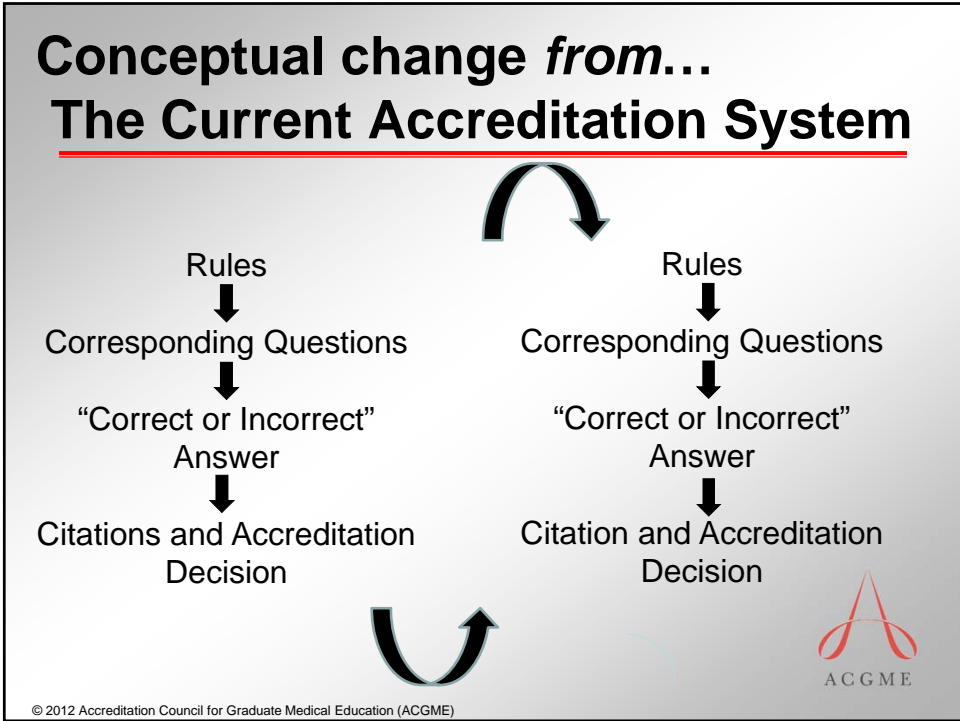 Conceptual change from…
The Current Accreditation System
Rules
Corresponding Questions
“Correct or Incorrect”
Answer
Citations and Accreditation
Decision
Rules
Corresponding Questions
“Correct or Incorrect”
Answer
Citation and Accreditation
Decision
ACGME
© 2012 Accreditation Council for Graduate Medical Education (ACGME)